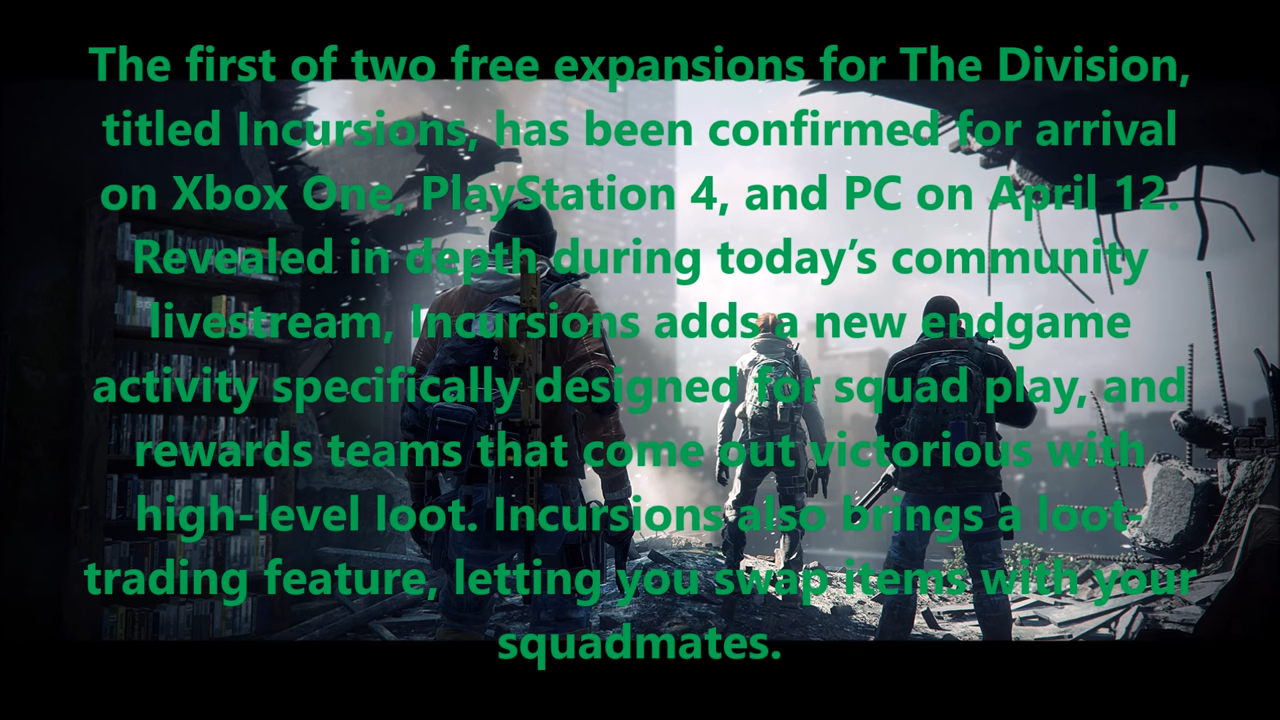 The first of two free expansions for The Division,
titled Incursions, has been confirmed for arrival
on Xbox One, PlayStation 4, and PC on April 12.
Revealed in depth during today’s community
livestream, Incursions adds a new endgame
activity specifically designed for squad play, and
rewards teams that come out victorious with
high-level loot. Incursions also brings a loot-
trading feature, letting you swap items with your
squadmates.